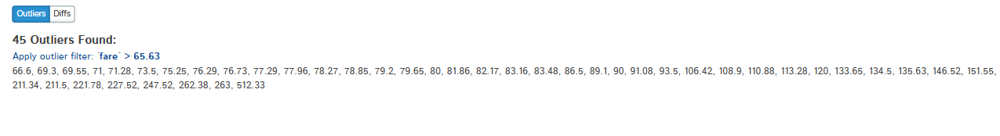 Outliers Diffs
45 Outliers Found:
Apply outlier filter: `fare` > 65.63
66.6, 69.3, 69.55, 71, 71.28, 73.5, 75.25, 76.29, 76.73, 77.29, 77.96, 78.27, 78.85, 79.2, 79.65, 80, 81.86, 82.17, 83.16, 83.48, 86.5, 89.1, 90, 91.08, 93.5, 106.42, 108.9, 110.88, 113.28, 120, 133.65, 134.5, 135.63, 146.52, 151.55,
211.34, 211.5, 221.78, 227.52, 247.52, 262.38, 263, 512.33